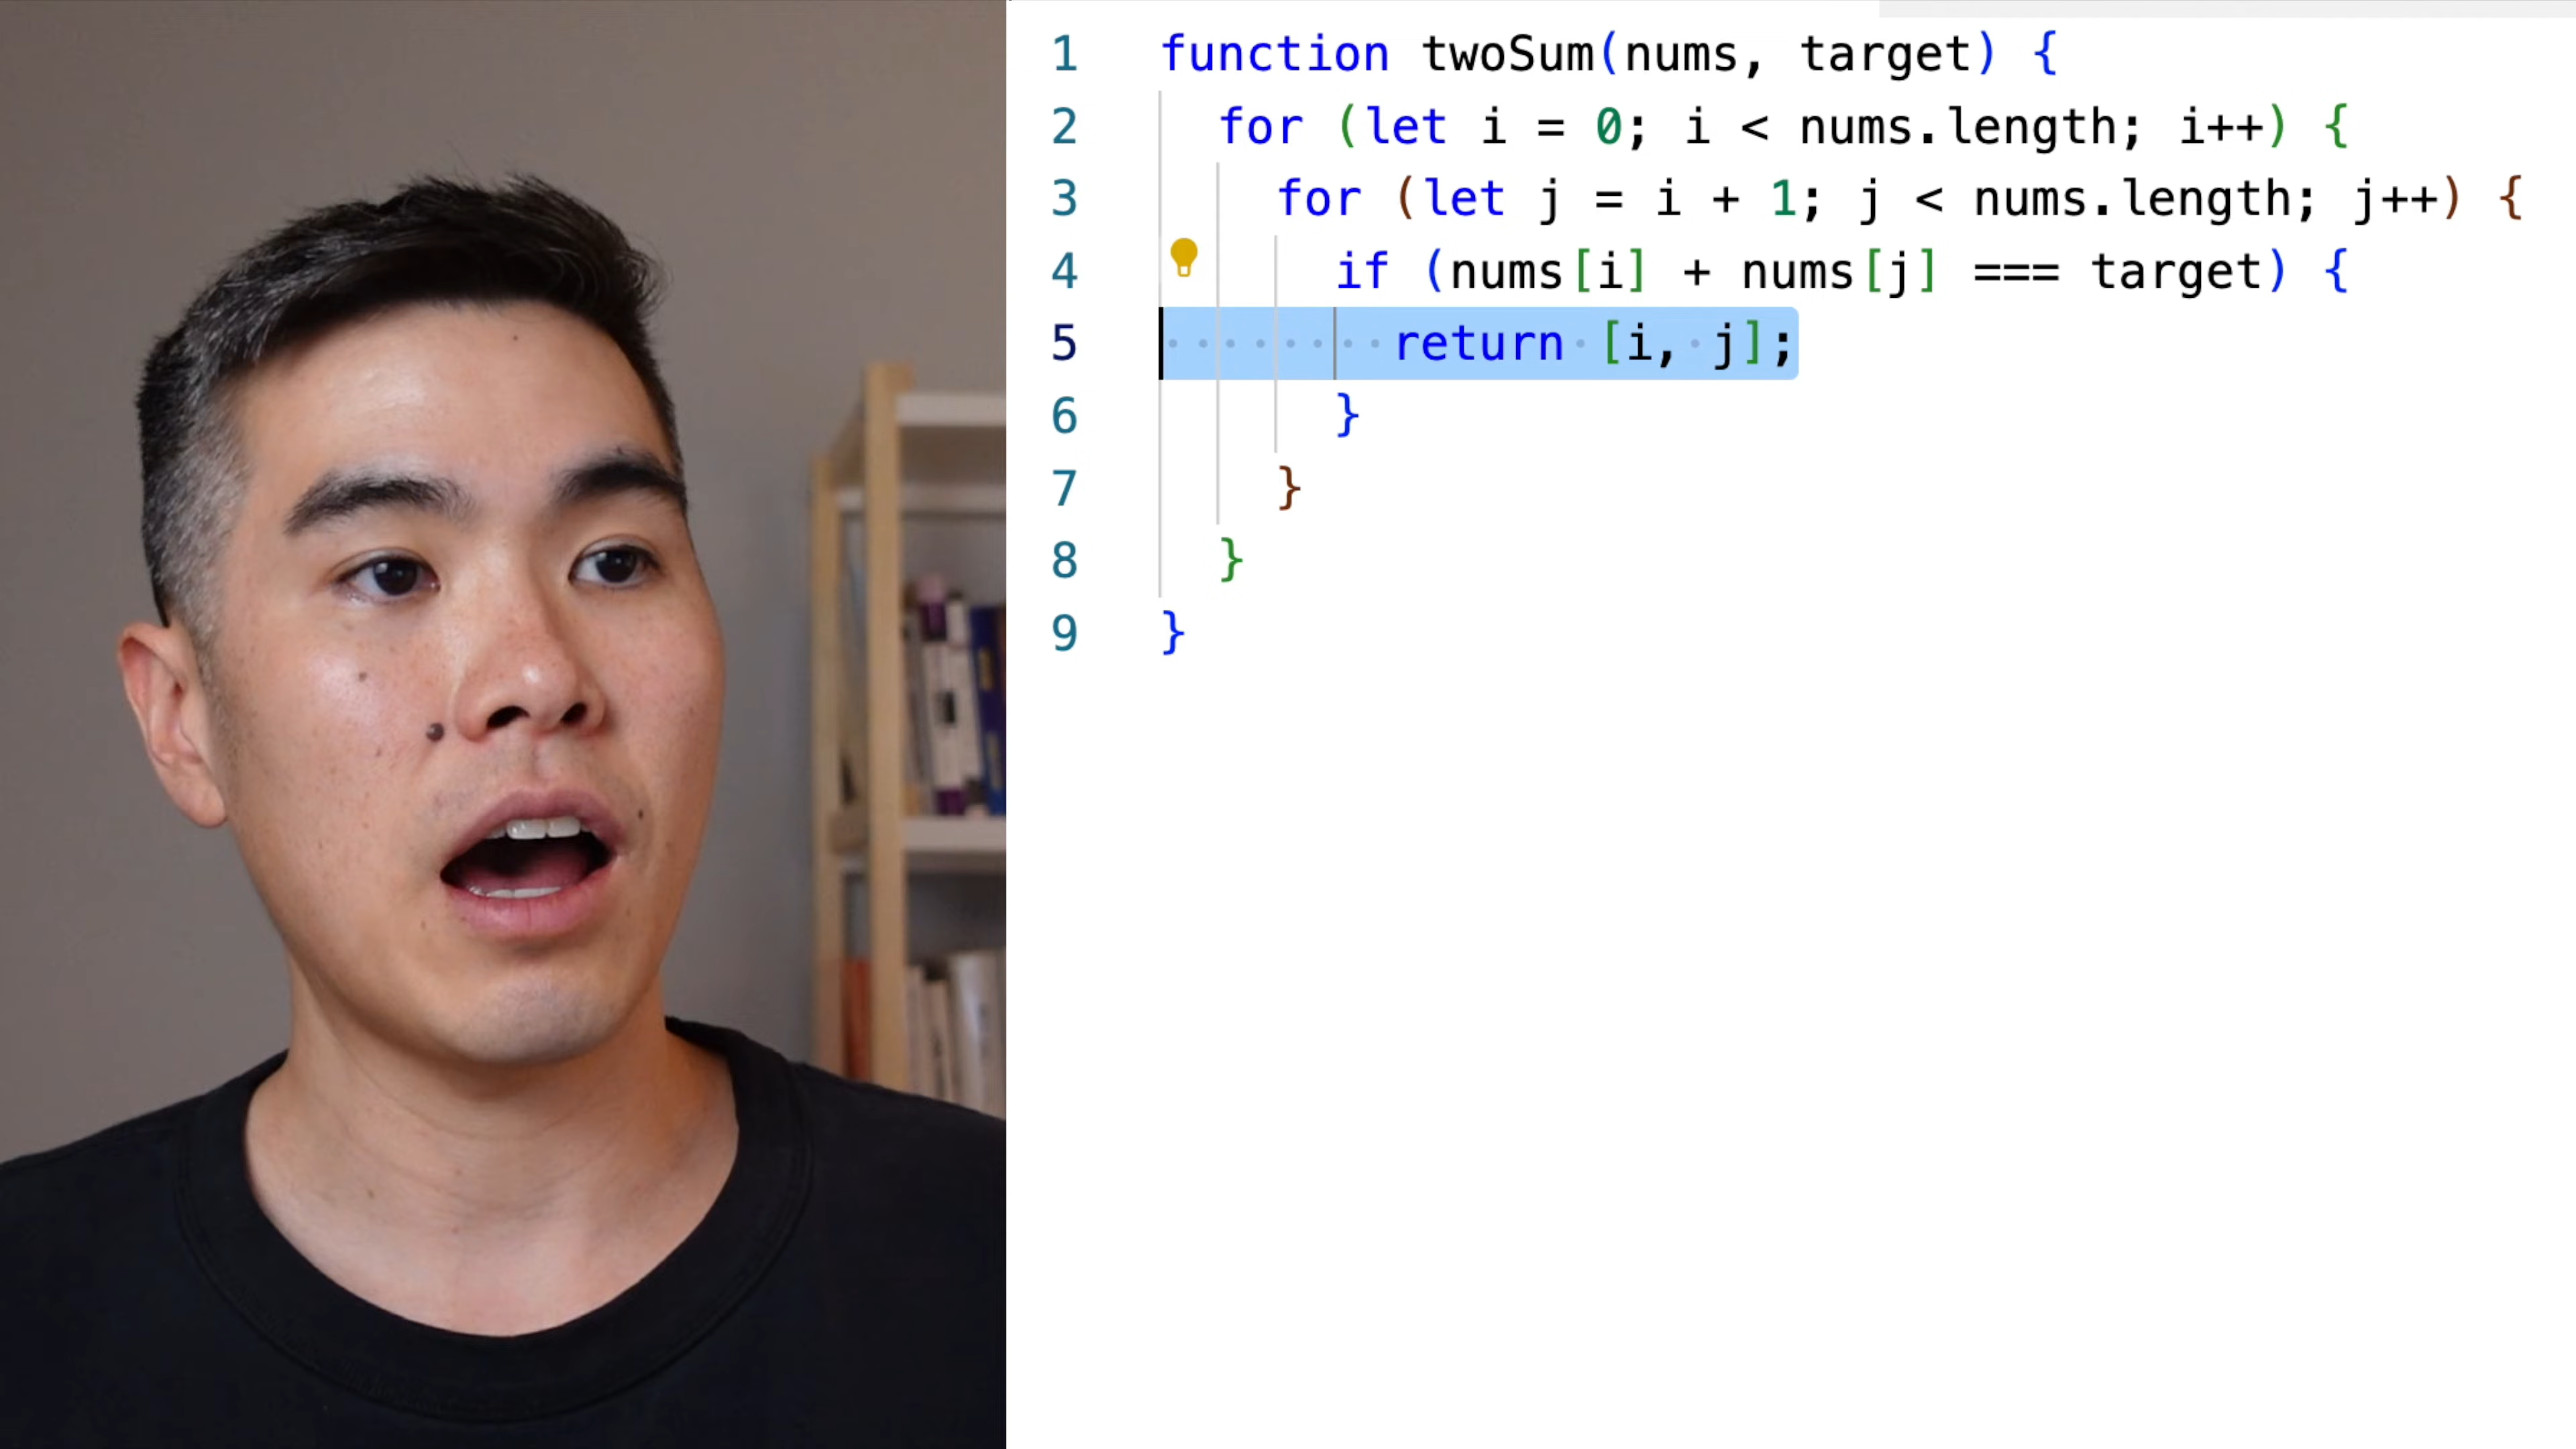 1 function twoSum(nums, target) {
2 for (let i = 0; i < nums.length; i++) {
3 for (let j = i + 1; j < nums.length; j++) {
4 if (nums[i] + nums[j] === target) {
5 return [i, j];
6 }
7 }
8 }
9 }